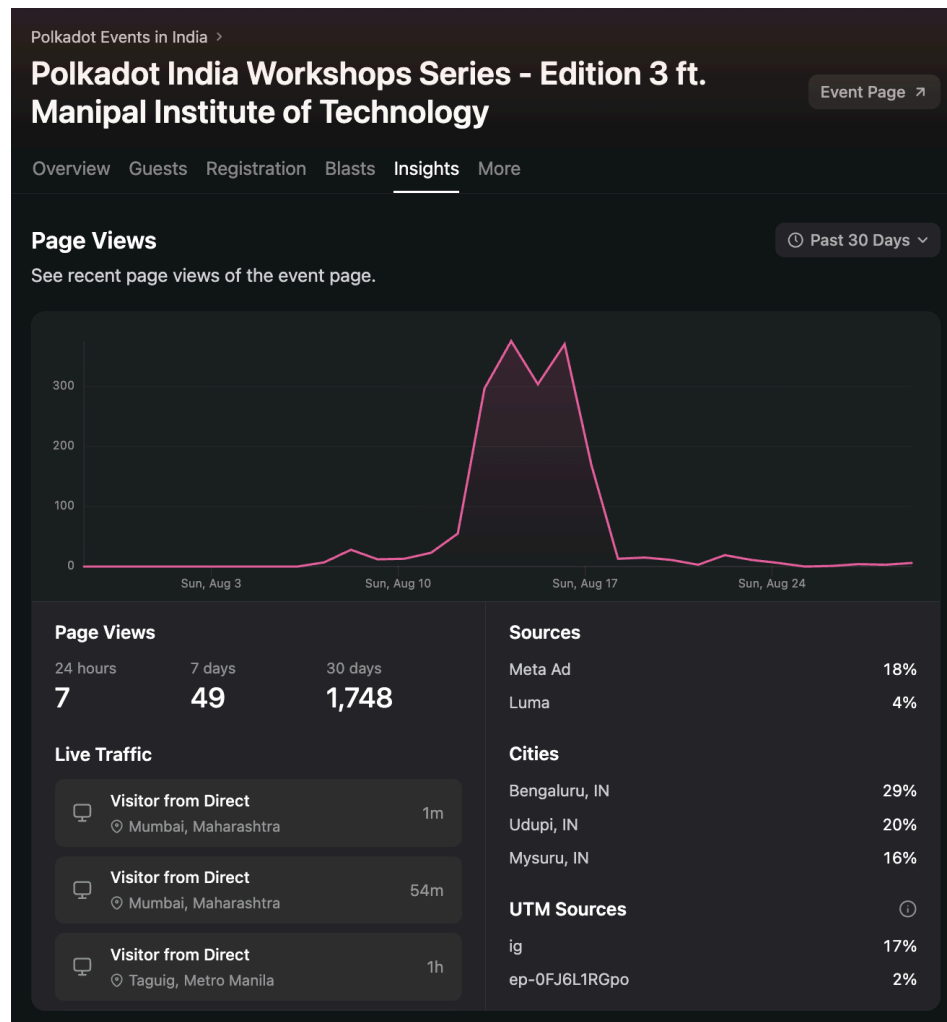 Polkadot Events in India >
Polkadot India Workshops Series - Edition 3 ft.
Manipal Institute of Technology
Event Page ↗
Overview Guests Registration Blasts Insights More
Page Views
Past 30 Days
See recent page views of the event page.
300
200
100
0
Sun, Aug 3 Sun, Aug 10 Sun, Aug 17 Sun, Aug 24
Page Views
24 hours 7 days 30 days
7 49 1,748
Live Traffic
Visitor from Direct
Mumbai, Maharashtra
1m
Visitor from Direct
Mumbai, Maharashtra
54m
Visitor from Direct
Taguig, Metro Manila
1h
Sources
Meta Ad 18%
Luma 4%
Cities
Bengaluru, IN 29%
Udupi, IN 20%
Mysuru, IN 16%
UTM Sources
ig 17%
ep-0FJ6L1RGpo 2%